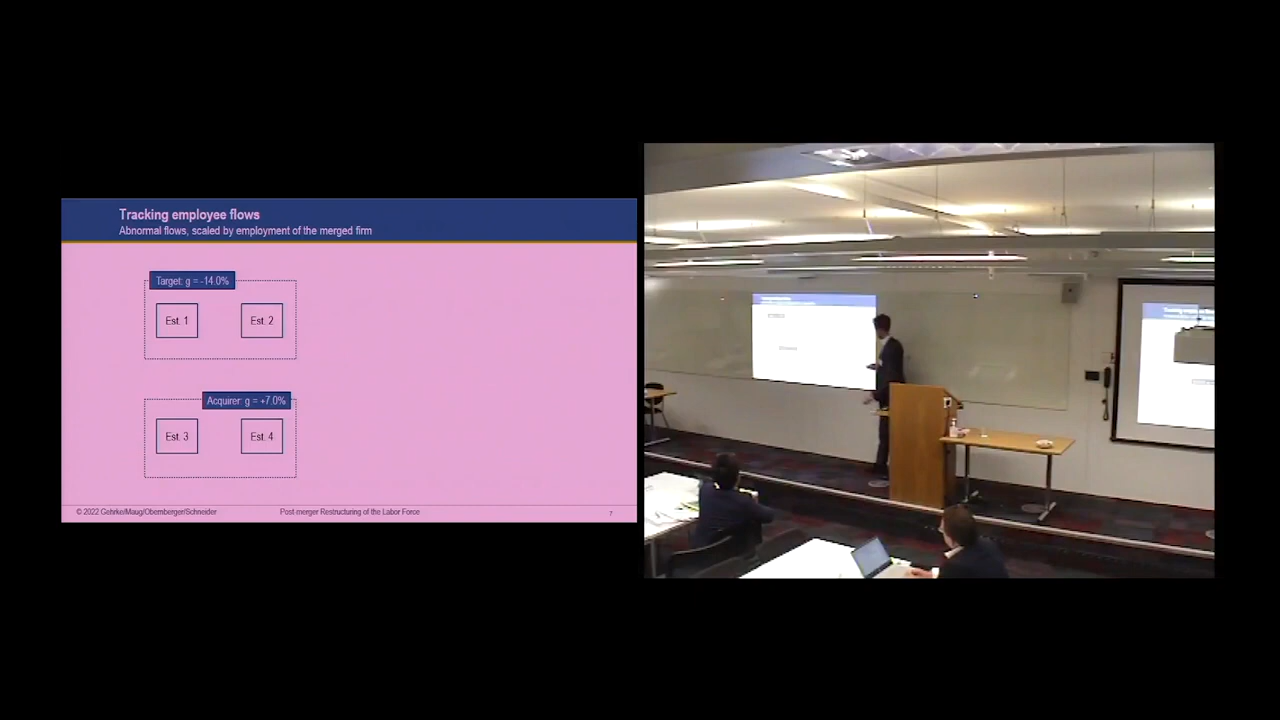 Tracking employee flows
Abnormal flows, scaled by employment of the merged firm
Target: g = -14.0%
Est. 1
Est. 2
Acquirer: g = +7.0%
Est. 3
Est. 4
© 2022 Gehrke/Maug/Obernberger/Schneider
Post-merger Restructuring of the Labor Force
7